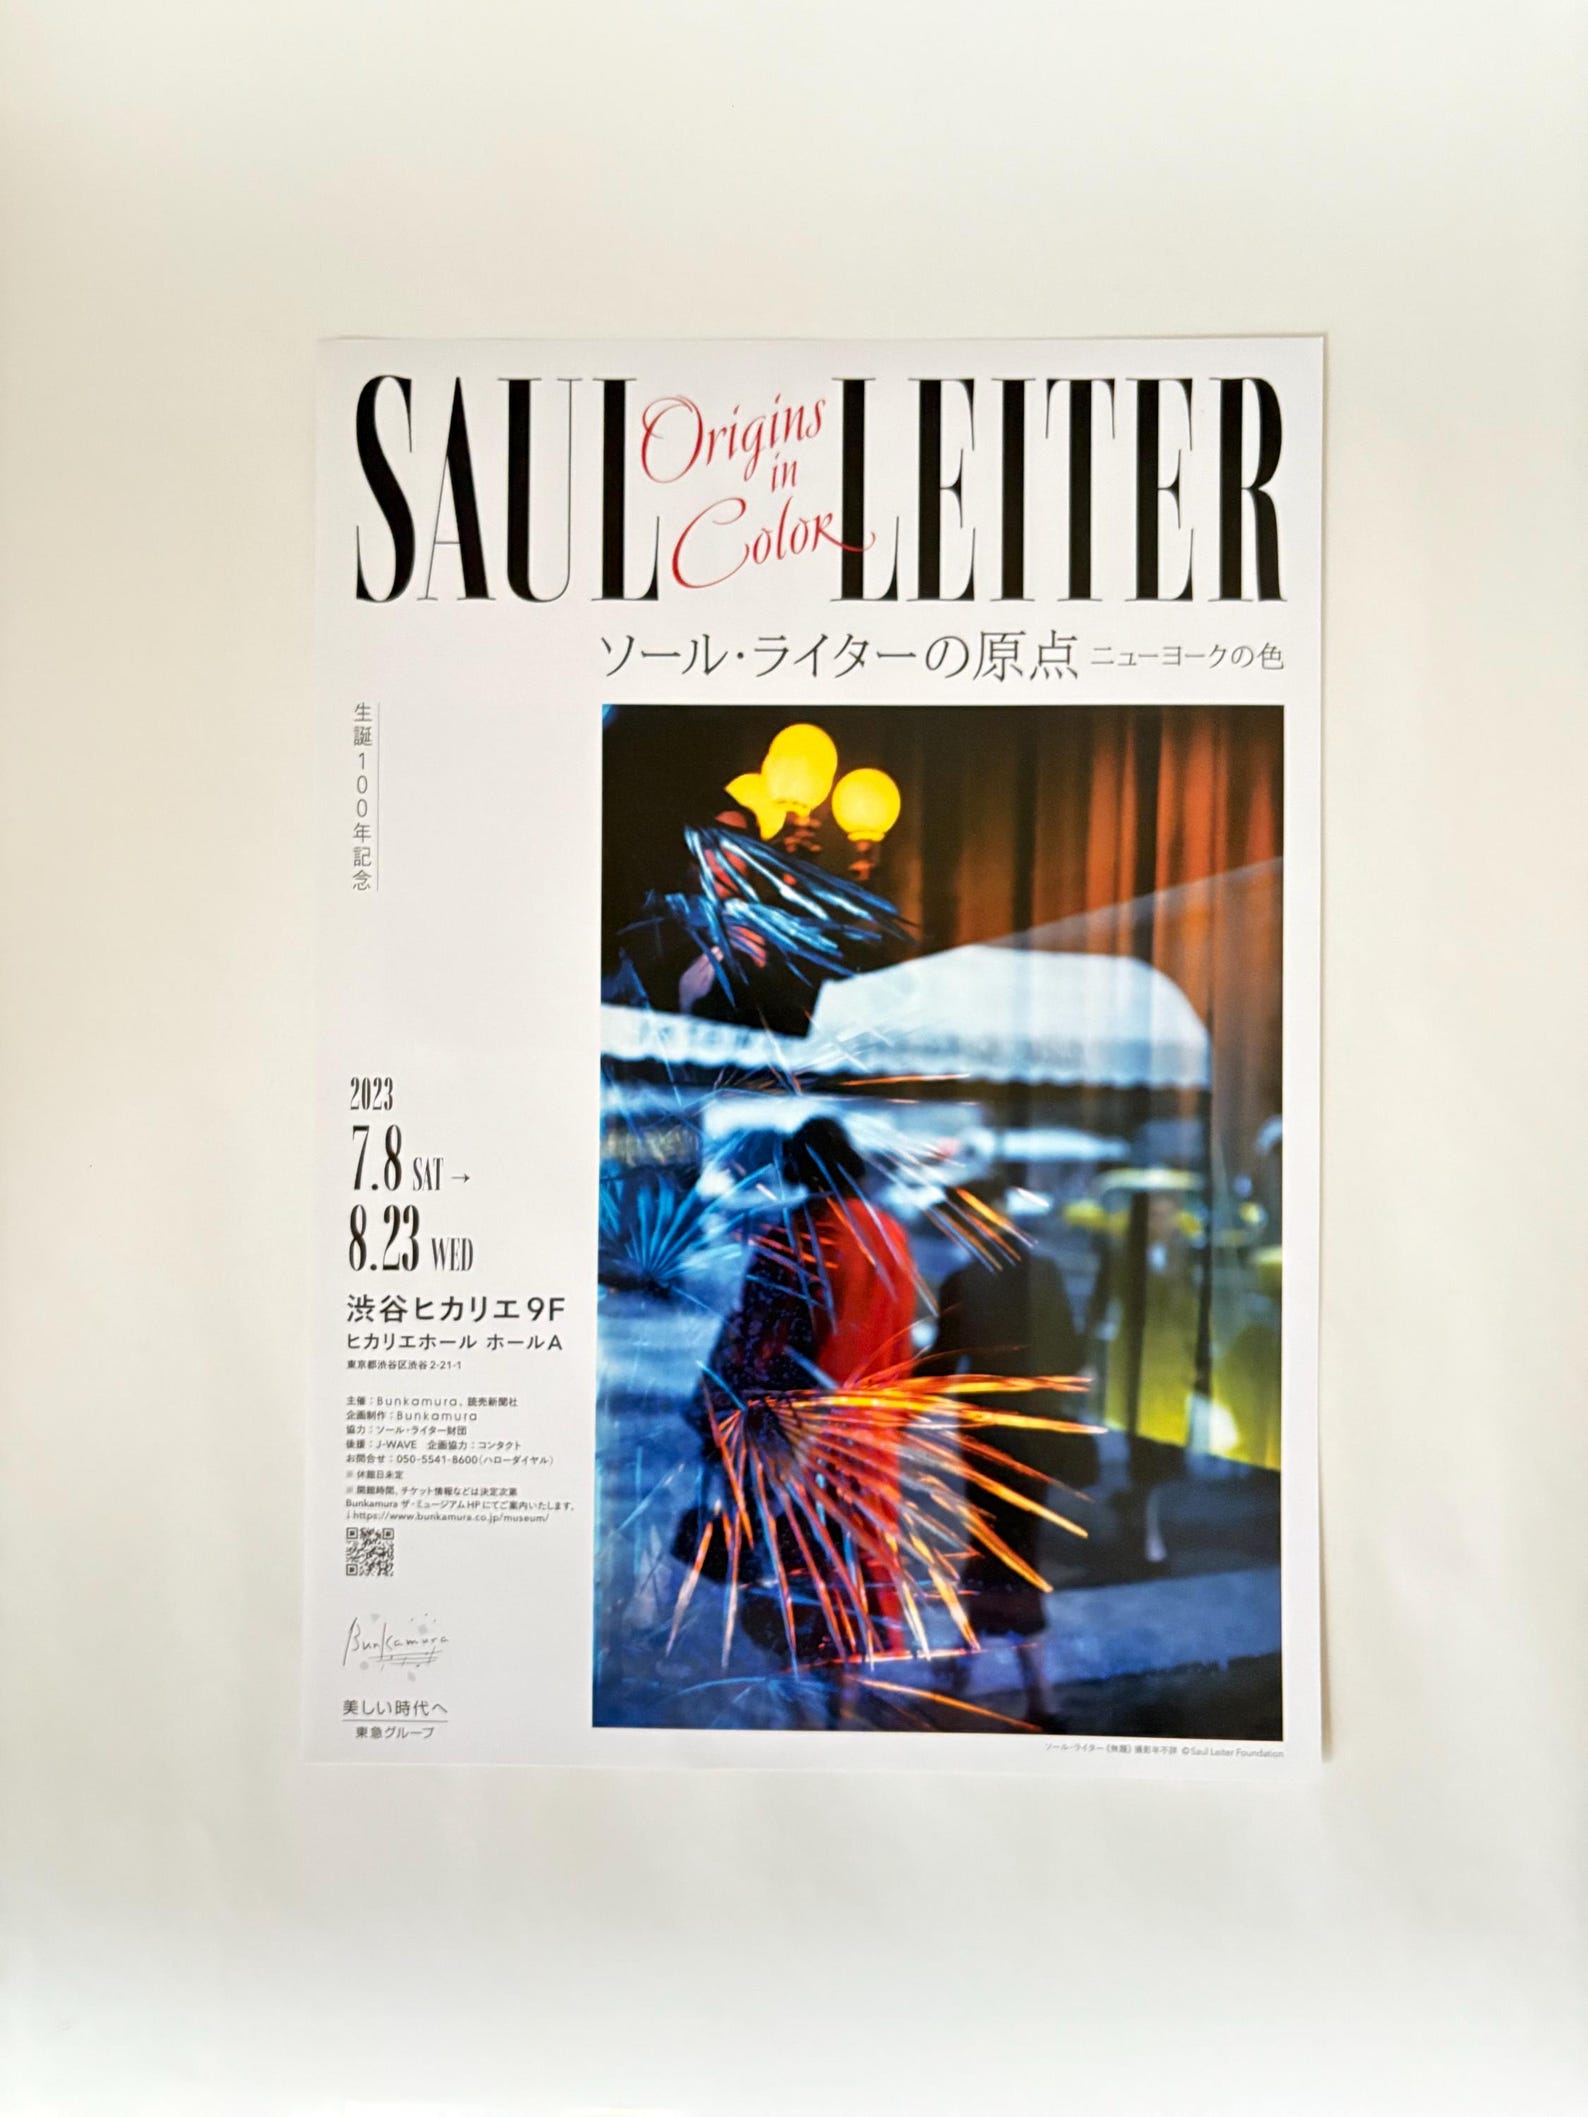 SAUL LEITER
Origins
in
Color
ソール・ライターの原点 ニューヨークの色
生誕100年記念
2023
7.8 SAT →
8.23 WED
渋谷ヒカリエ9F
ヒカリエホール ホールA
東京都渋谷区渋谷2-21-1
主催：Bunkamura、読売新聞社
企画制作：Bunkamura
協力：ソール・ライター財団
後援：J-WAVE 企画協力：コンタクト
お問合せ：050-5541-8600（ハローダイヤル）
※休館日未定
※開館時間、チケット情報などは決定次第
Bunkamura ザ・ミュージアムHPにてご案内いたします。
↓https://www.bunkamura.co.jp/museum/
Bunkamura
美しい時代へ
東急グループ
ソール・ライター《無題》撮影年不詳 ©Saul Leiter Foundation